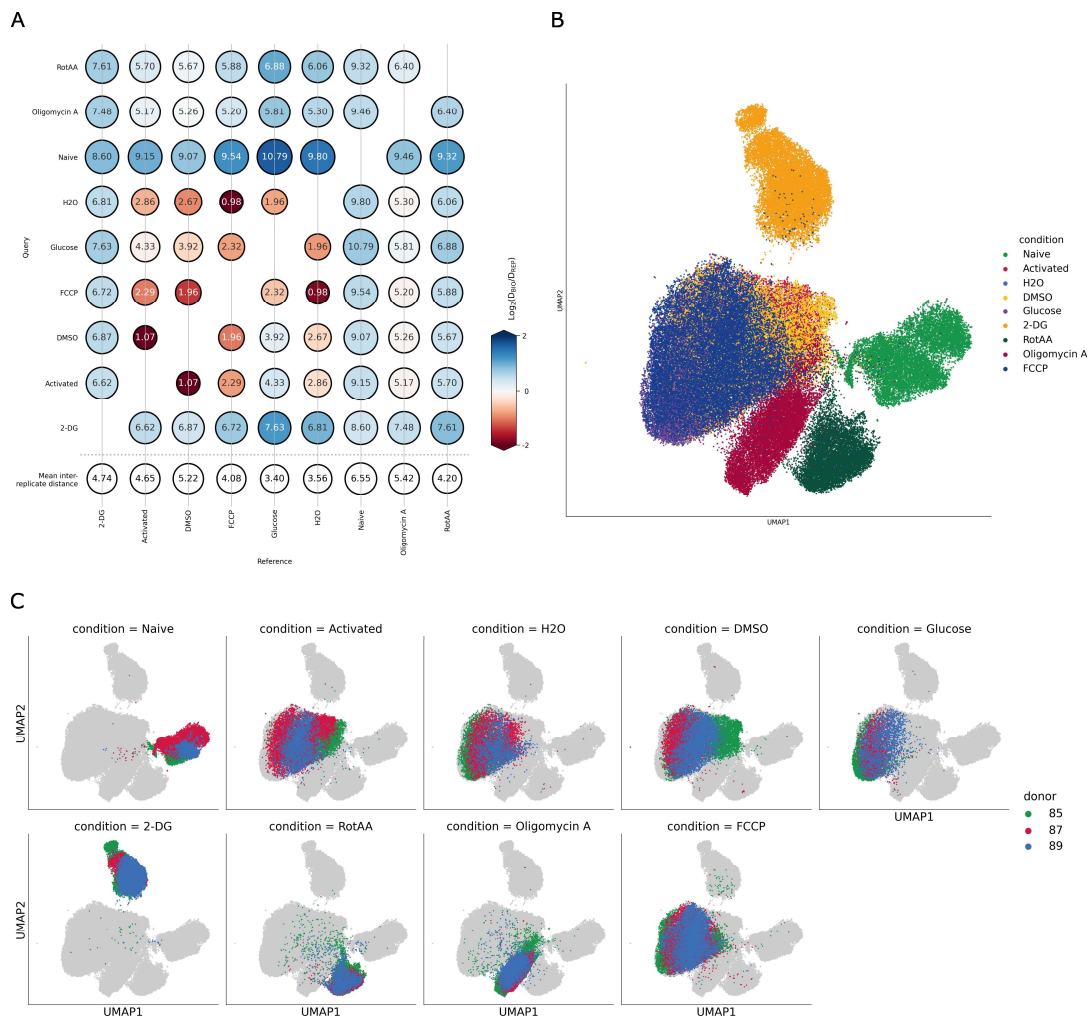 A
B
RotAA 7.61 5.70 5.67 5.88 6.88 6.06 9.32 6.40
Oligomycin A 7.48 5.17 5.26 5.20 5.81 5.30 9.46 6.40
Naive 8.60 9.15 9.07 9.54 10.79 9.80 9.46 9.32
H2O 6.81 2.86 2.67 0.98 1.96 9.80 5.30 6.06
Glucose 7.63 4.33 3.92 2.32 1.96 10.79 5.81 6.88
FCCP 6.72 2.29 1.96 2.32 0.98 9.54 5.20 5.88
DMSO 6.87 1.07 1.96 3.92 2.67 9.07 5.26 5.67
Activated 6.62 1.07 2.29 4.33 2.86 9.15 5.17 5.70
2-DG 6.62 6.87 6.72 7.63 6.81 8.60 7.48 7.61
Mean inter-
replicate distance
4.74 4.65 5.22 4.08 3.40 3.56 6.55 5.42 4.20
2-DG
Activated
DMSO
FCCP
Glucose
H2O
Naive
Oligomycin A
RotAA
Reference
Query
Log2(DBIO/DREP)
2
1
0
-1
-2
UMAP2
UMAP1
condition
Naive
Activated
H2O
DMSO
Glucose
2-DG
RotAA
Oligomycin A
FCCP
C
condition = Naive
condition = Activated
condition = H2O
condition = DMSO
condition = Glucose
UMAP2
UMAP1
condition = 2-DG
condition = RotAA
condition = Oligomycin A
condition = FCCP
UMAP2
UMAP1
UMAP1
UMAP1
UMAP1
donor
85
87
89